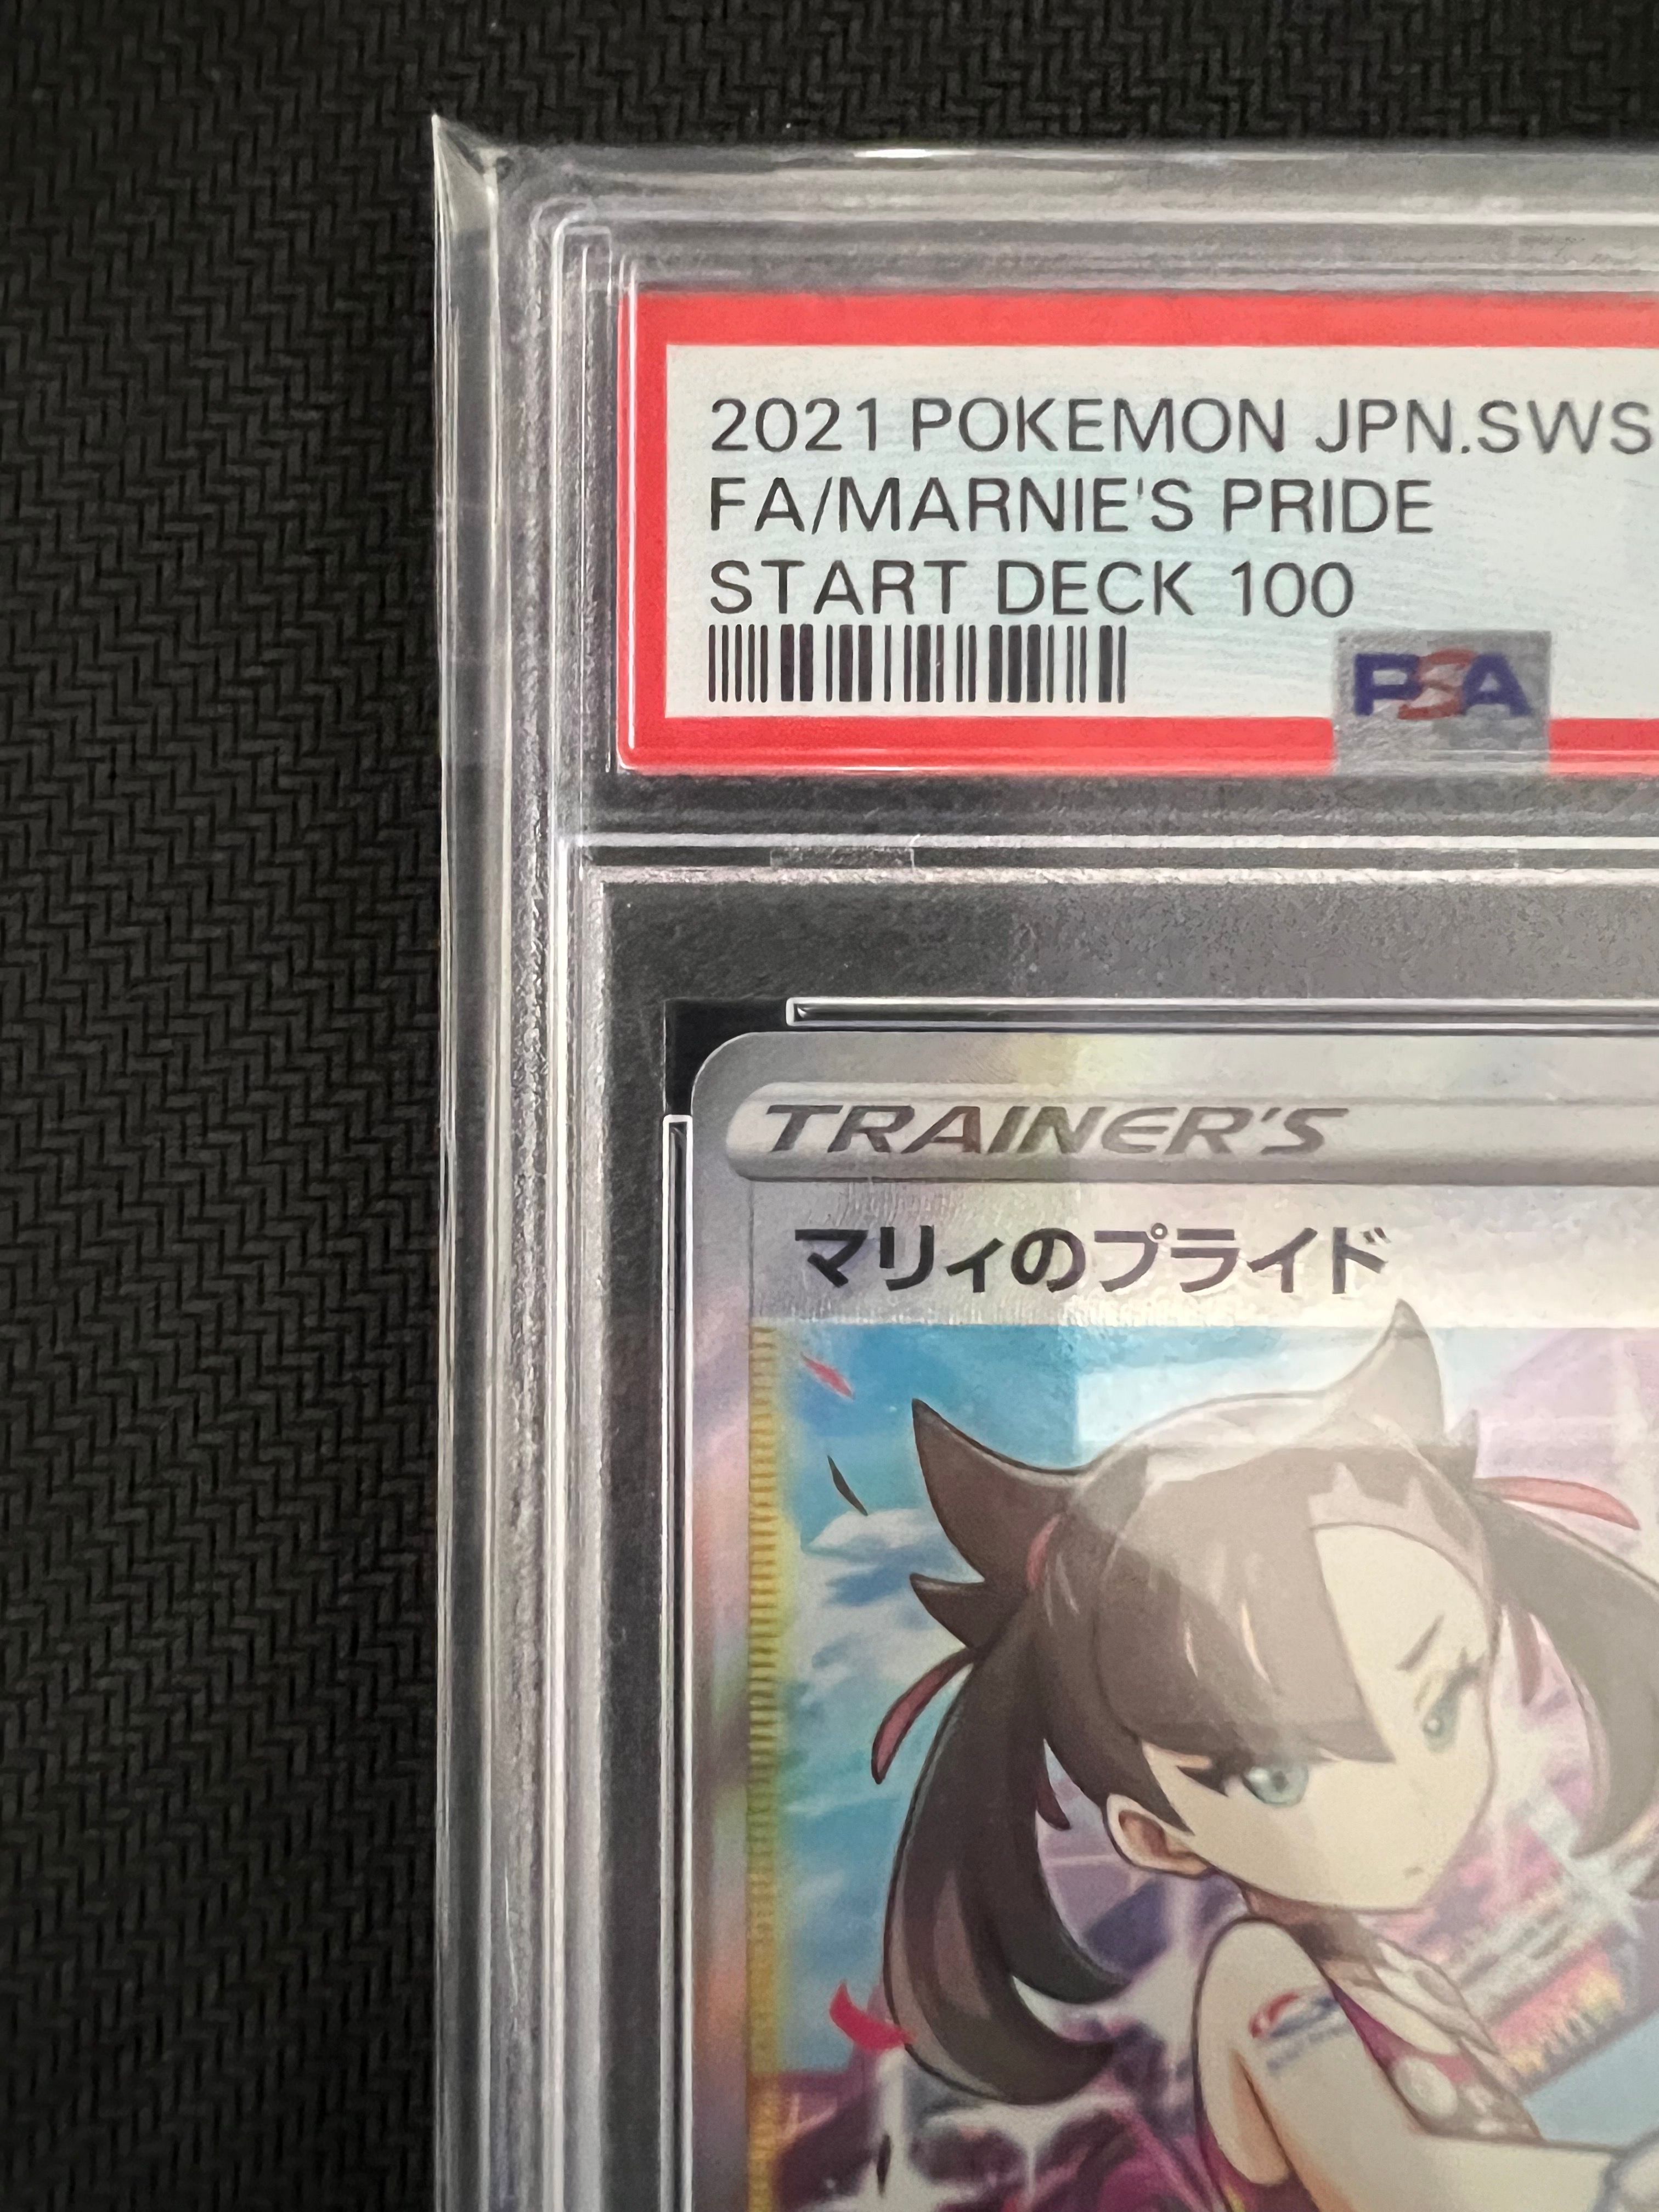 2021 POKEMON JPN.SWS
FA/MARNIE'S PRIDE
START DECK 100
PSA
TRAINER'S
マリィのプライド